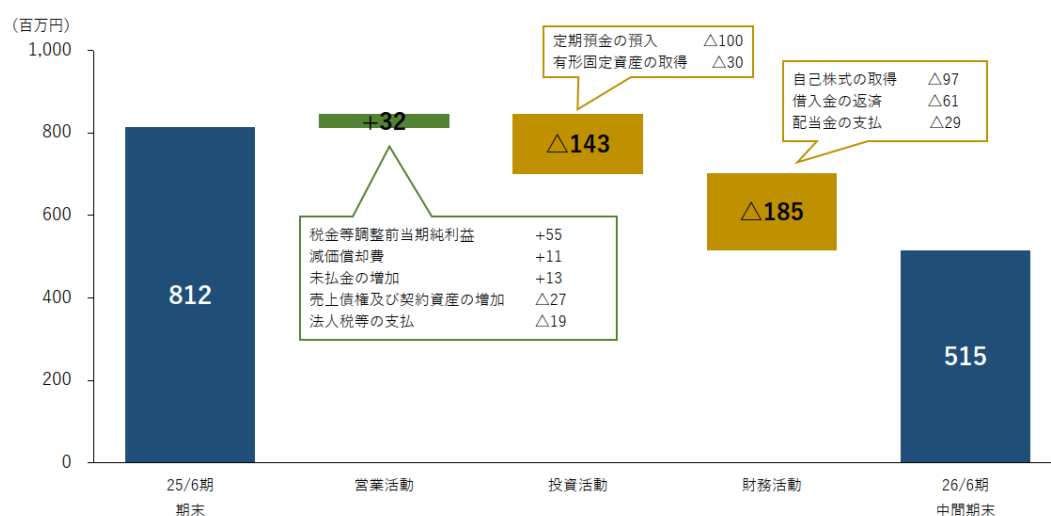 （百万円）
1,000
800
600
400
200
0
812
+32
△143
△185
515
定期預金の預入 △100
有形固定資産の取得 △30
自己株式の取得 △97
借入金の返済 △61
配当金の支払 △29
税金等調整前当期純利益 +55
減価償却費 +11
未払金の増加 +13
売上債権及び契約資産の増加 △27
法人税等の支払 △19
25/6期
期末
営業活動
投資活動
財務活動
26/6期
中間期末